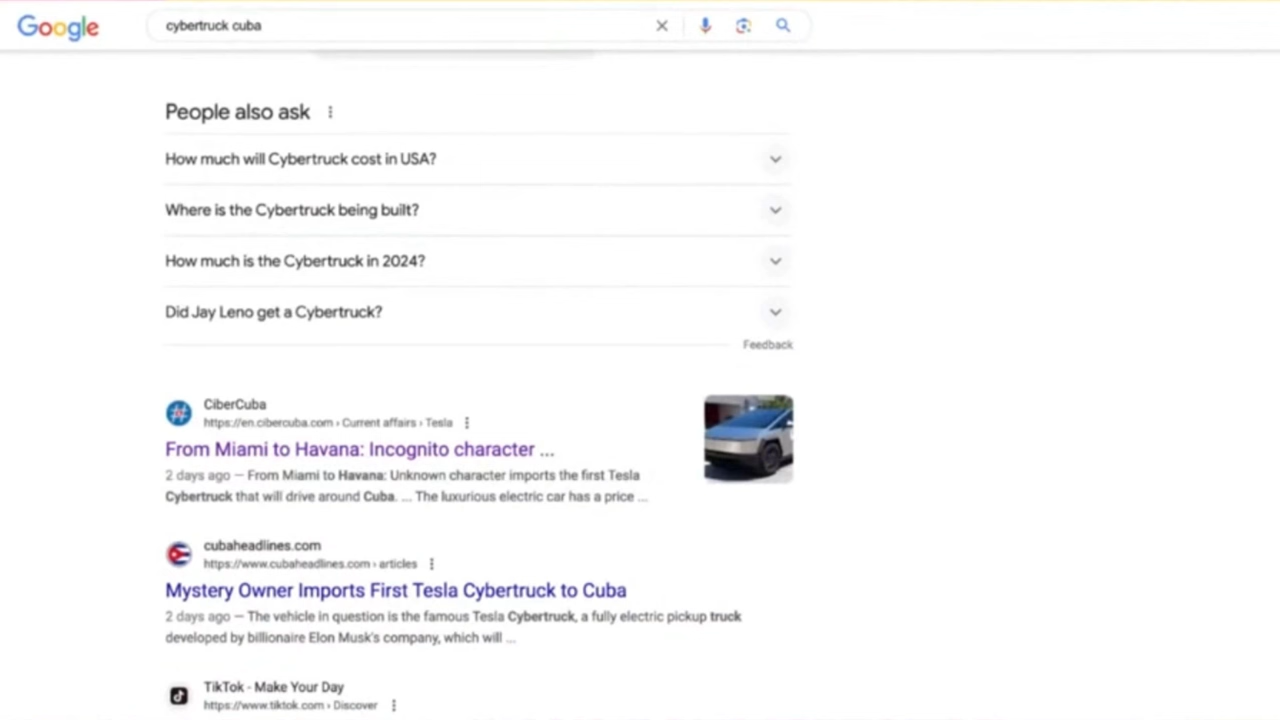 Google
cybertruck cuba
People also ask
How much will Cybertruck cost in USA?
Where is the Cybertruck being built?
How much is the Cybertruck in 2024?
Did Jay Leno get a Cybertruck?
Feedback
CiberCuba
https://en.cibercuba.com › Current affairs › Tesla
From Miami to Havana: Incognito character ...
2 days ago — From Miami to Havana: Unknown character imports the first Tesla
Cybertruck that will drive around Cuba. ... The luxurious electric car has a price ...
cubaheadlines.com
https://www.cubaheadlines.com › articles
Mystery Owner Imports First Tesla Cybertruck to Cuba
2 days ago — The vehicle in question is the famous Tesla Cybertruck, a fully electric pickup truck
developed by billionaire Elon Musk's company, which will ...
TikTok - Make Your Day
https://www.tiktok.com › Discover